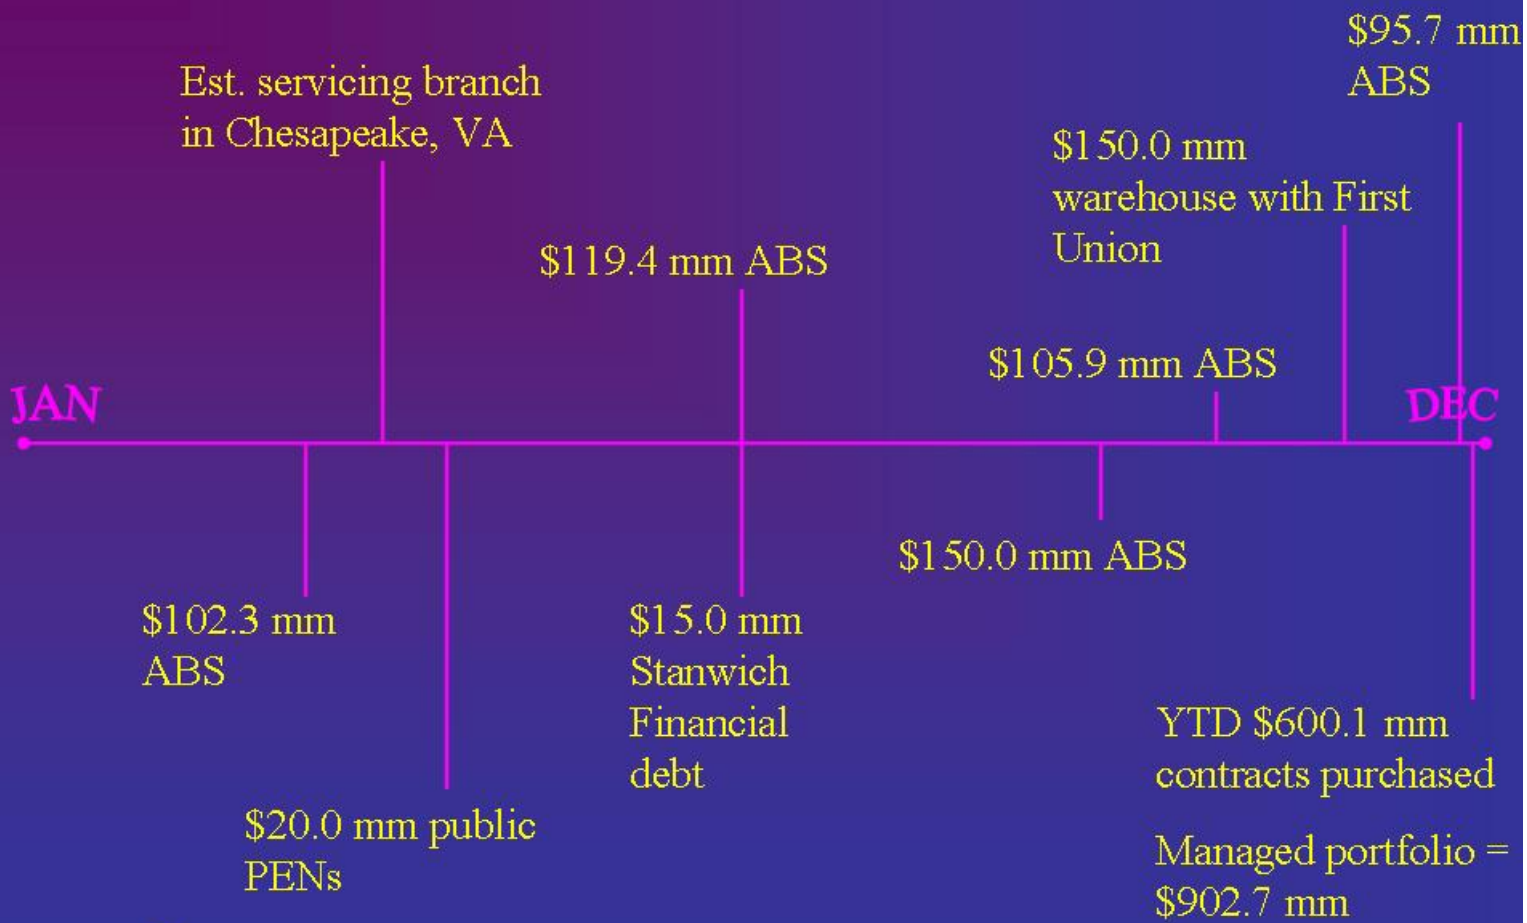 $95.7 mm
ABS
Est. servicing branch
in Chesapeake, VA
$150.0 mm
warehouse with First
Union
$119.4 mm ABS
$105.9 mm ABS
JAN
DEC
$150.0 mm ABS
$102.3 mm
ABS
$15.0 mm
Stanwich
Financial
debt
$20.0 mm public
PENs
YTD $600.1 mm
contracts purchased
Managed portfolio =
$902.7 mm